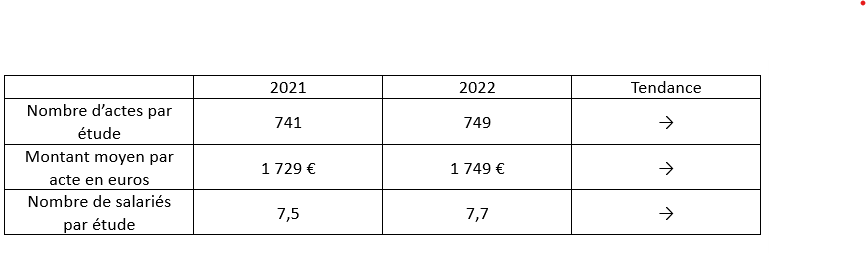 2021 2022 Tendance
Nombre d’actes par
étude
741 749 →
Montant moyen par
acte en euros
1 729 € 1 749 € →
Nombre de salariés
par étude
7,5 7,7 →